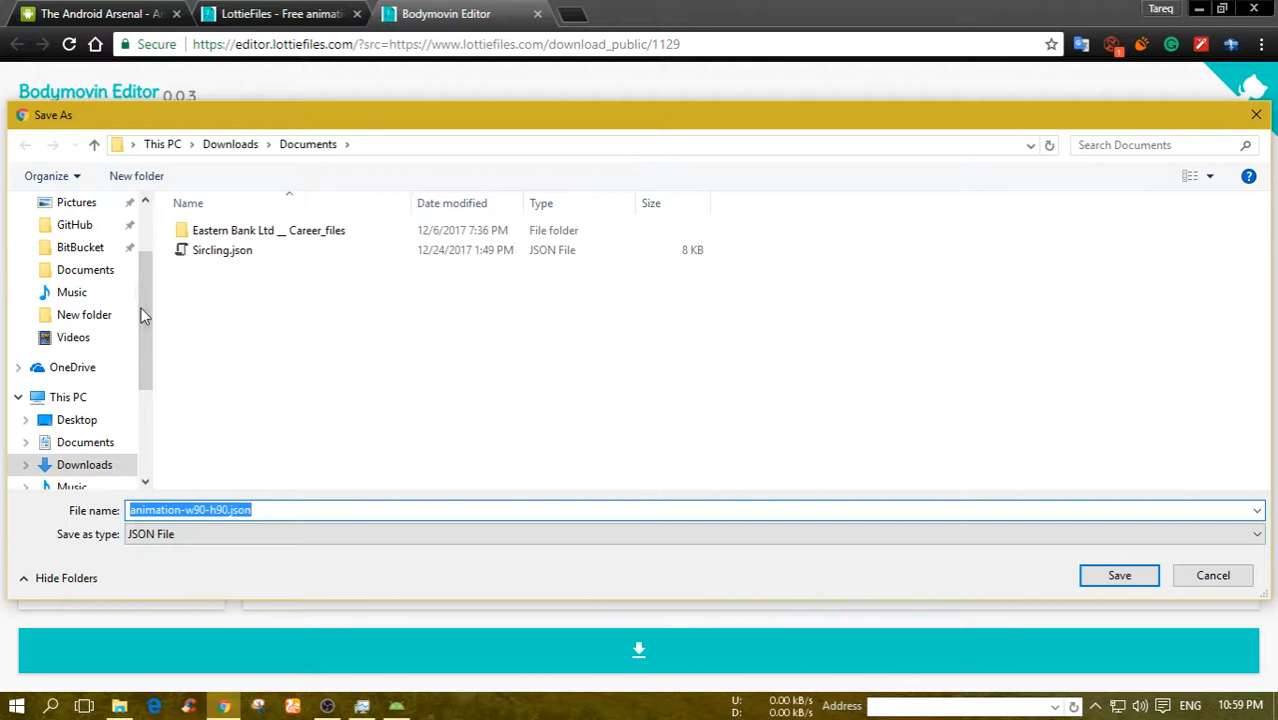 The Android Arsenal - A
LottieFiles - Free animati
Bodymovin Editor
Tareq
Secure
https://editor.lottiefiles.com/?src=https://www.lottiefiles.com/download_public/1129
1
Bodymovin Editor 0.0.3
Save As
This PC
Downloads
Documents
Search Documents
Organize
New folder
Name
Date modified
Type
Size
Pictures
GitHub
BitBucket
Documents
Music
New folder
Videos
OneDrive
This PC
Desktop
Documents
Downloads
Music
Eastern Bank Ltd __ Career_files
12/6/2017 7:36 PM
File folder
Sircling.json
12/24/2017 1:49 PM
JSON File
8 KB
File name:
animation-w90-h90.json
Save as type:
JSON File
Hide Folders
Save
Cancel
U: 0.00 kB/s
D: 0.00 kB/s
Address
ENG
10:59 PM